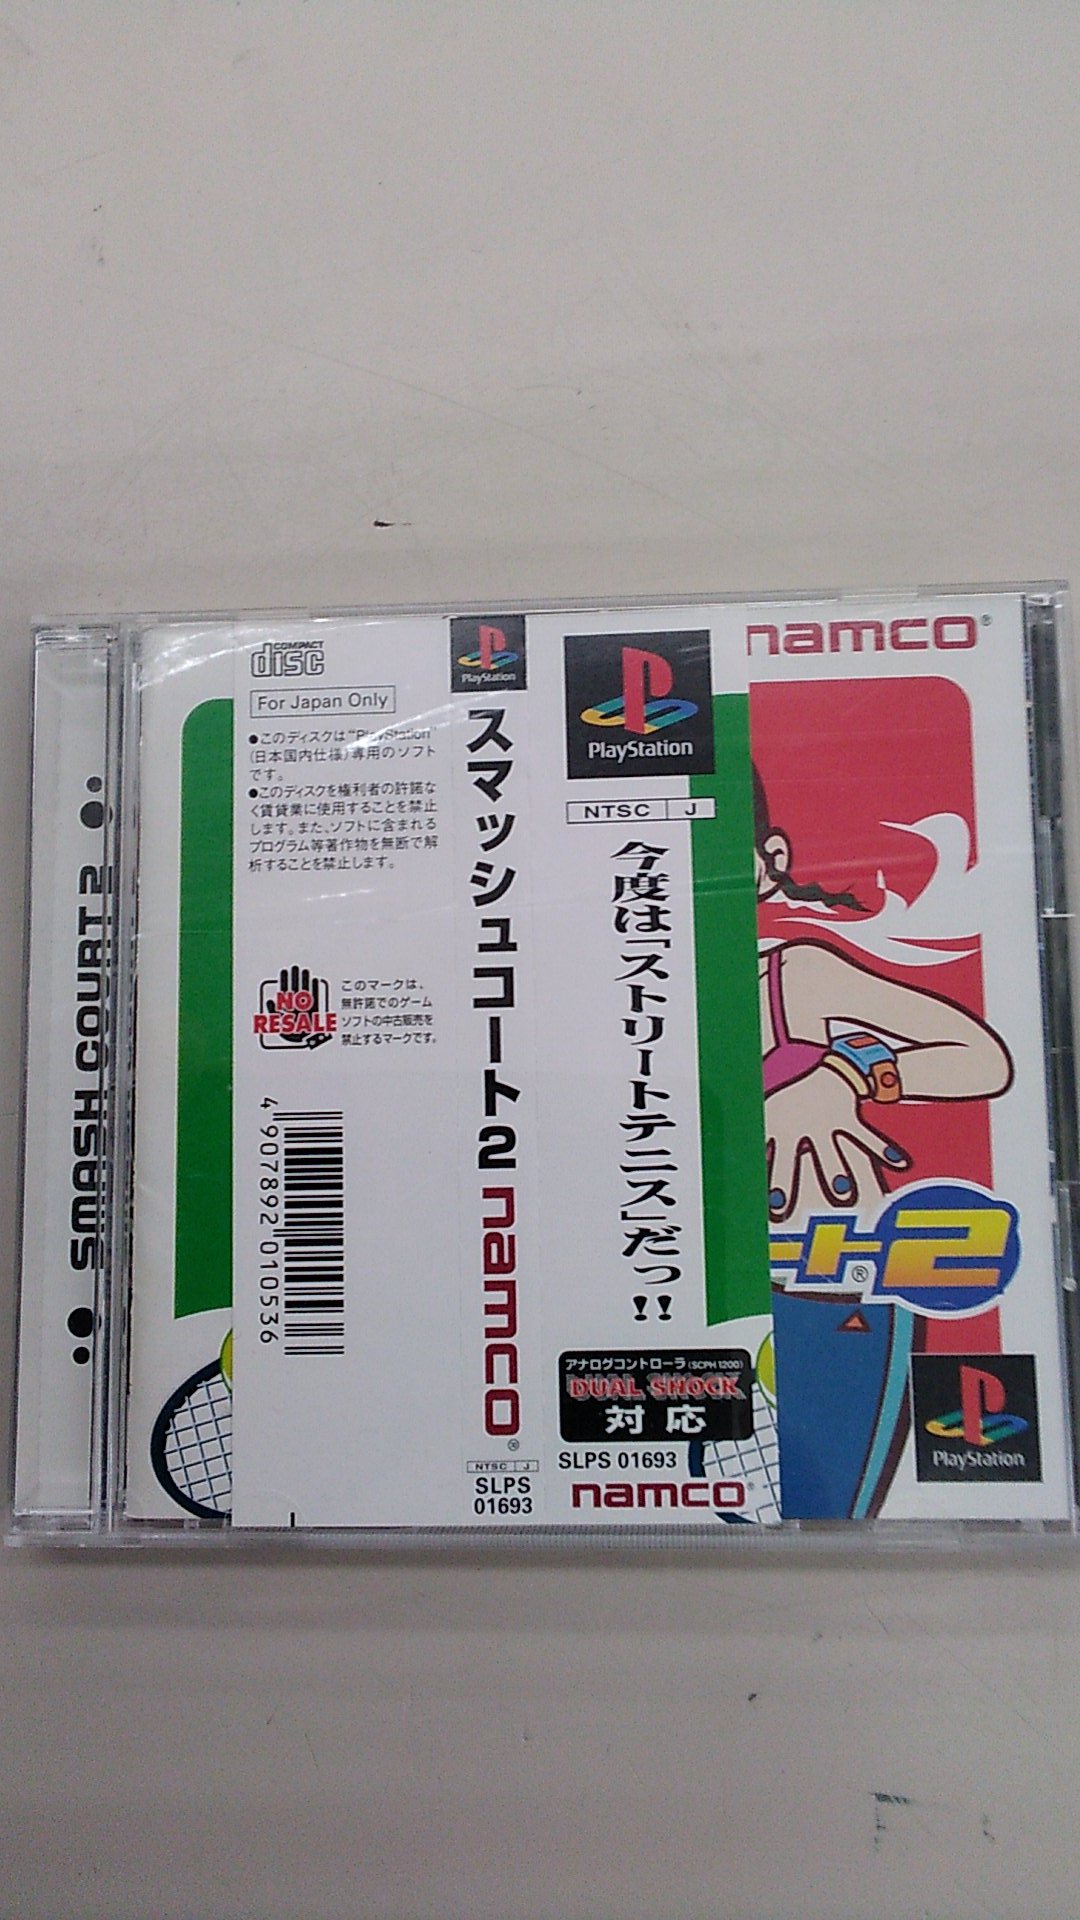 SMASH COURT 2
COMPACT
disc
For Japan Only
●このディスクは"PlayStation"
(日本国内仕様)専用のソフト
です。
●このディスクを権利者の許諾な
く賃貸業に使用することを禁止
します。また、ソフトに含まれる
プログラム等著作物を無断で解
析することを禁止します。
NO
RESALE
このマークは、
無許諾でのゲーム
ソフトの中古販売を
禁止するマークです。
4 907892 010536
PlayStation
スマッシュコート2
namco®
NTSC J
SLPS
01693
PlayStation
NTSC J
今度は「ストリートテニス」だっ!!
アナログコントローラ(SCPH 1200)
DUAL SHOCK
対応
SLPS 01693
namco®
namco®
ート2
®
PlayStation